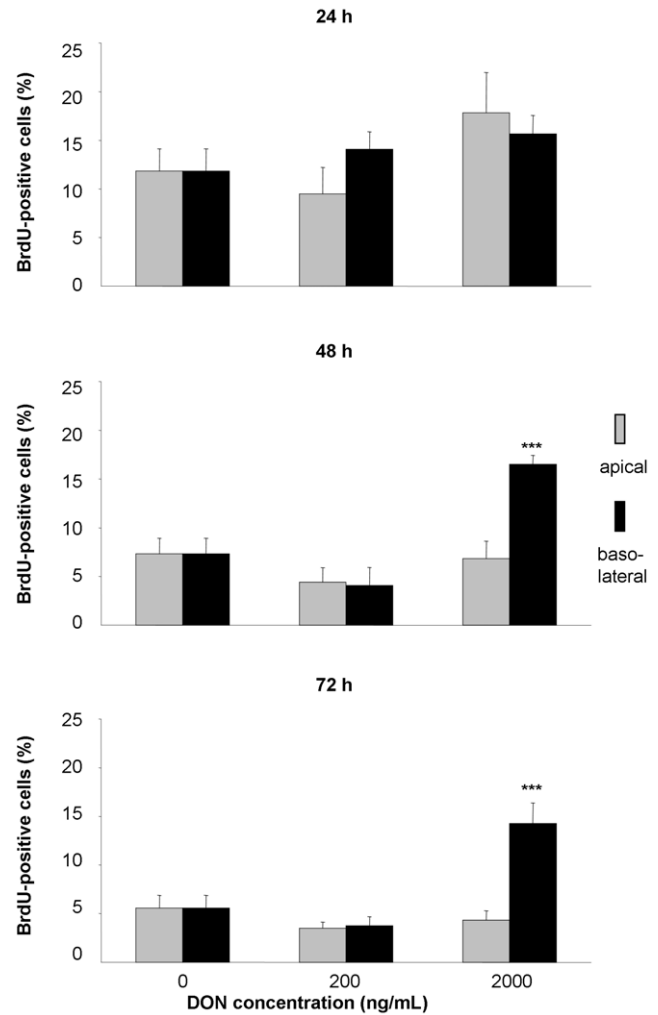 24 h
BrdU-positive cells (%)
25
20
15
10
5
0
48 h
BrdU-positive cells (%)
25
20
15
10
5
0
***
apical
baso-
lateral
72 h
BrdU-positive cells (%)
25
20
15
10
5
0
***
0 200 2000
DON concentration (ng/mL)